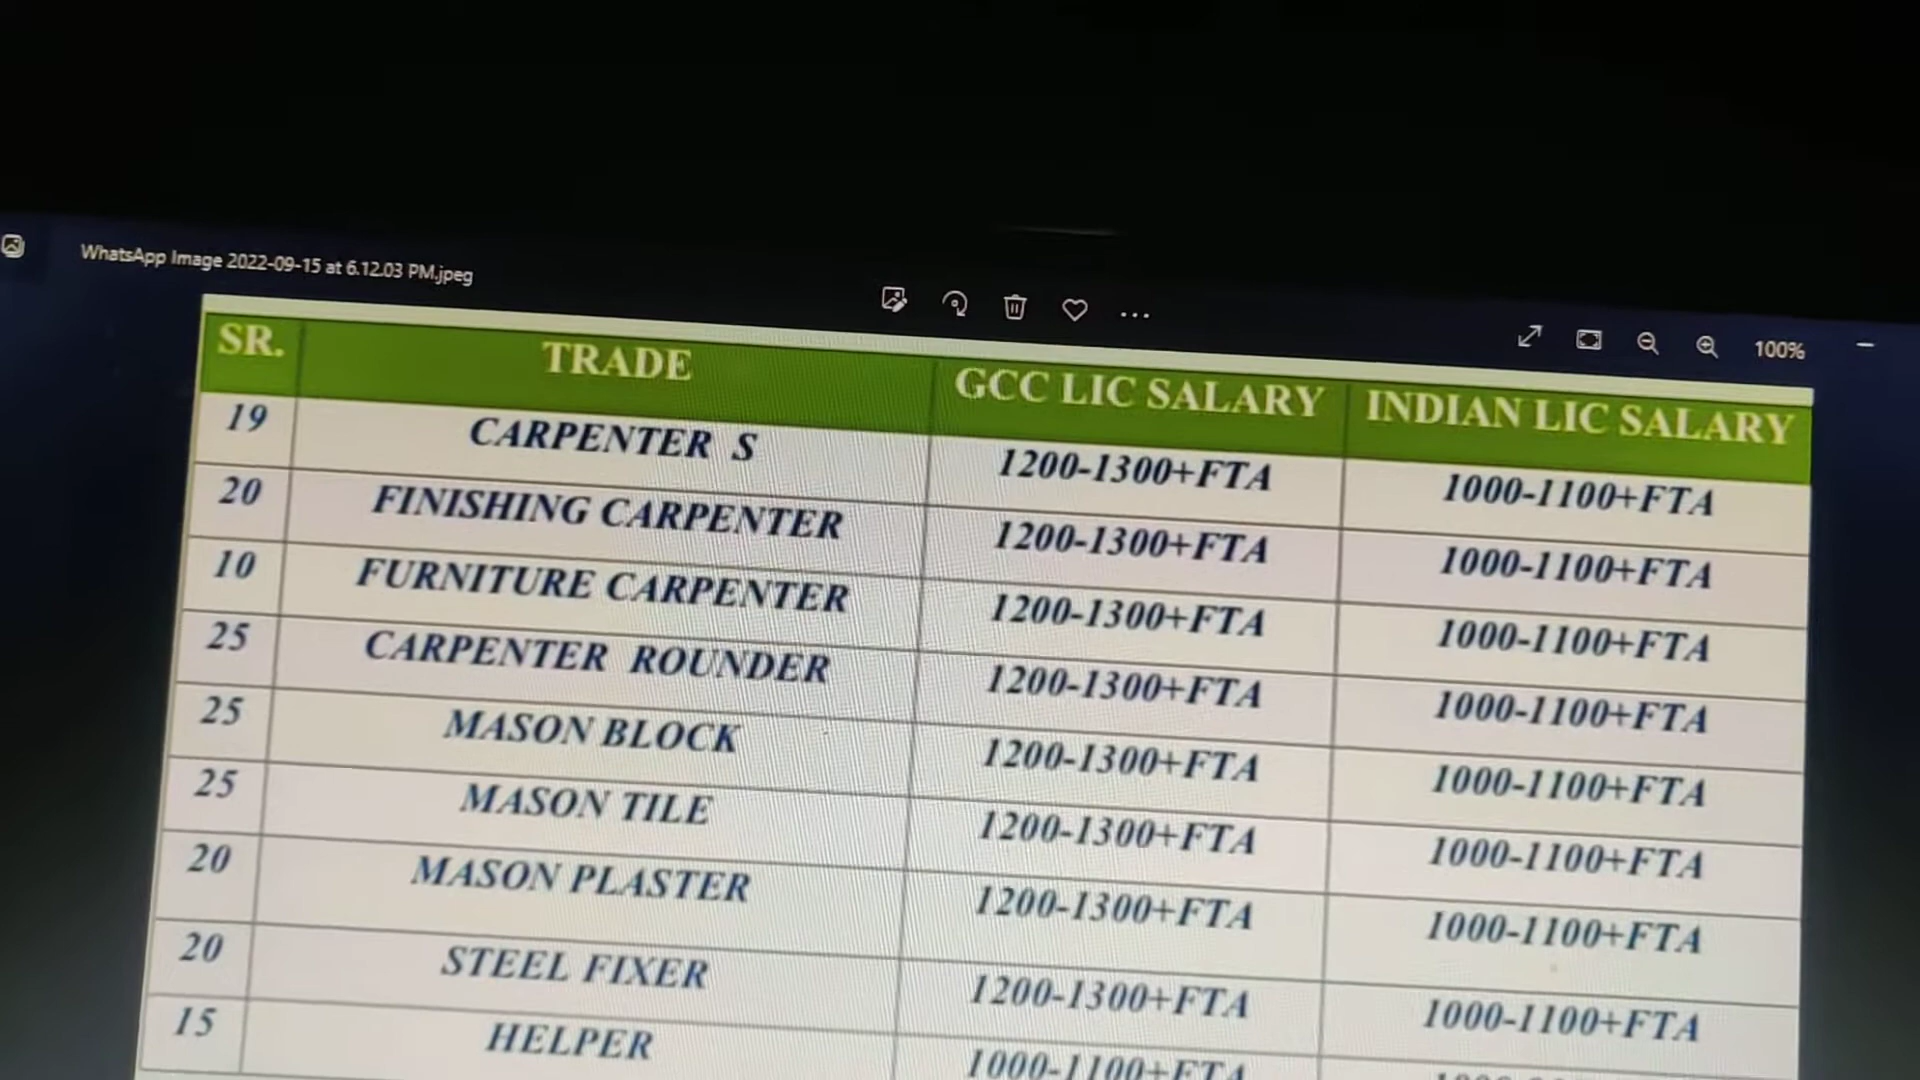 WhatsApp Image 2022-09-15 at 6.12.03 PM.jpeg
100%
SR. TRADE GCC LIC SALARY INDIAN LIC SALARY
19 CARPENTER S 1200-1300+FTA 1000-1100+FTA
20 FINISHING CARPENTER 1200-1300+FTA 1000-1100+FTA
10 FURNITURE CARPENTER 1200-1300+FTA 1000-1100+FTA
25 CARPENTER ROUNDER 1200-1300+FTA 1000-1100+FTA
25 MASON BLOCK 1200-1300+FTA 1000-1100+FTA
25 MASON TILE 1200-1300+FTA 1000-1100+FTA
20 MASON PLASTER 1200-1300+FTA 1000-1100+FTA
20 STEEL FIXER 1200-1300+FTA 1000-1100+FTA
15 HELPER 1000-1100+FTA